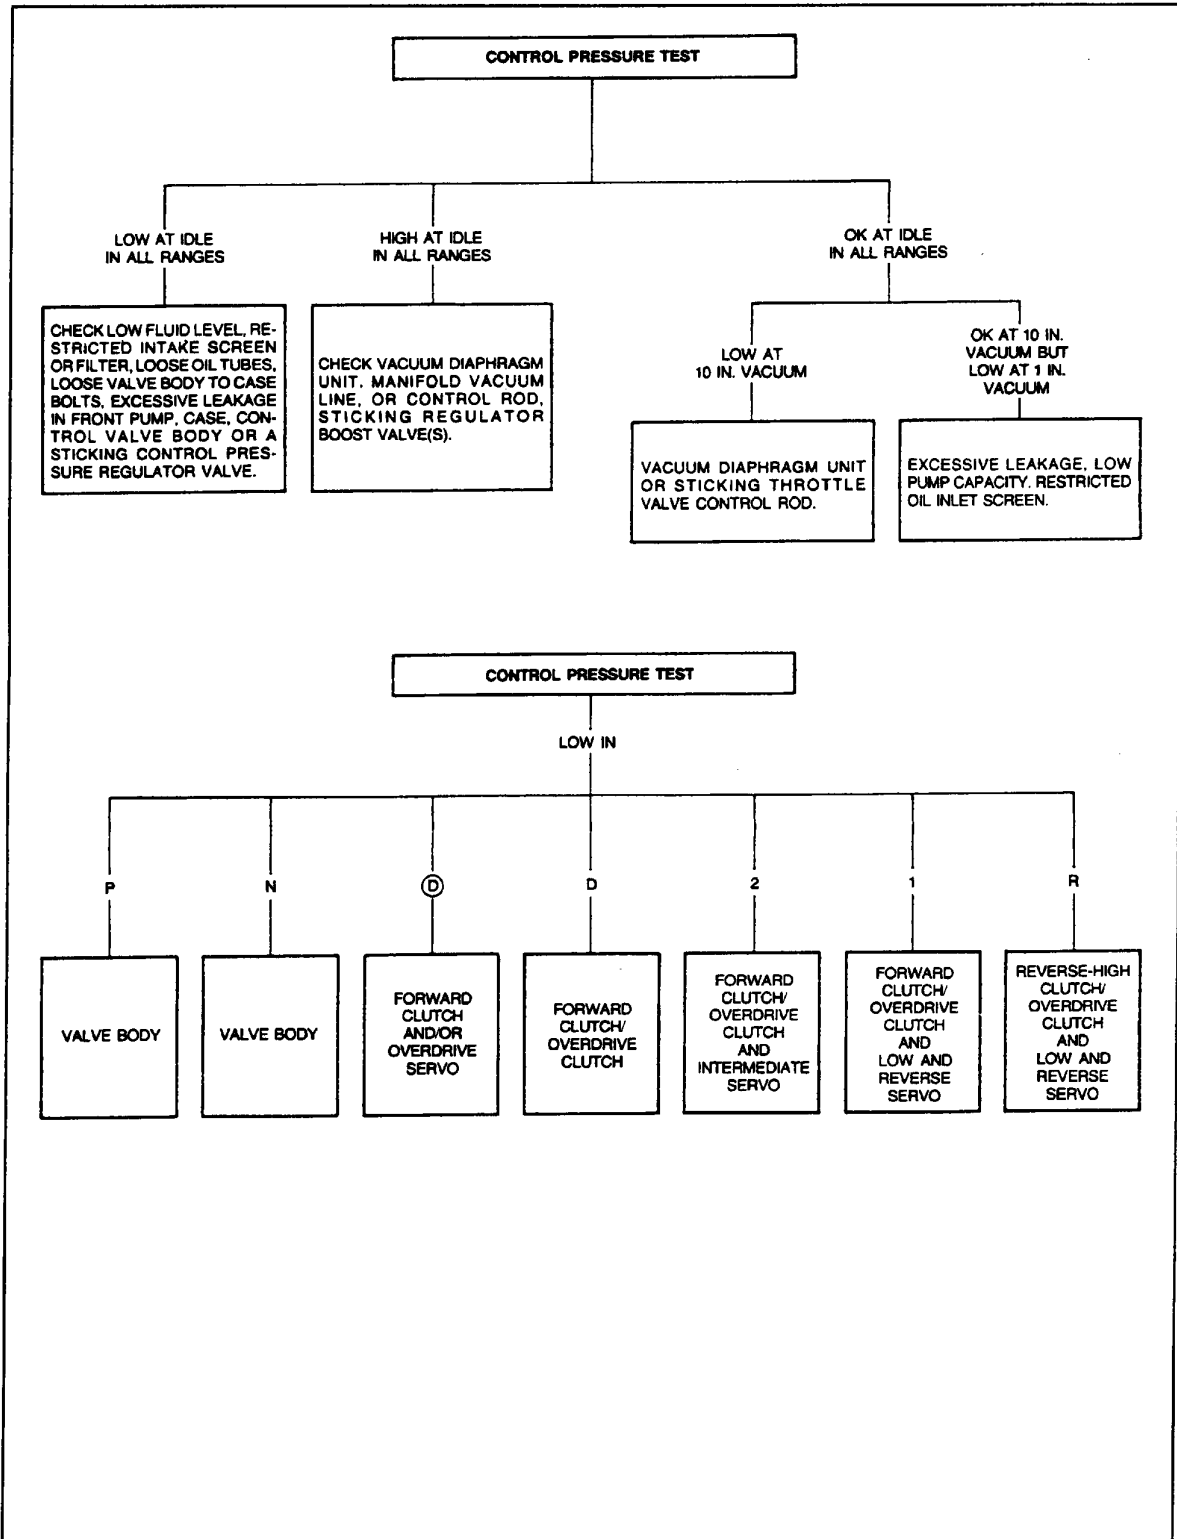 CONTROL PRESSURE TEST
LOW AT IDLE
IN ALL RANGES
HIGH AT IDLE
IN ALL RANGES
OK AT IDLE
IN ALL RANGES
CHECK LOW FLUID LEVEL, RE-
STRICTED INTAKE SCREEN
OR FILTER, LOOSE OIL TUBES,
LOOSE VALVE BODY TO CASE
BOLTS, EXCESSIVE LEAKAGE
IN FRONT PUMP, CASE, CON-
TROL VALVE BODY OR A
STICKING CONTROL PRES-
SURE REGULATOR VALVE.
CHECK VACUUM DIAPHRAGM
UNIT, MANIFOLD VACUUM
LINE, OR CONTROL ROD,
STICKING REGULATOR
BOOST VALVE(S).
LOW AT
10 IN. VACUUM
OK AT 10 IN.
VACUUM BUT
LOW AT 1 IN.
VACUUM
VACUUM DIAPHRAGM UNIT
OR STICKING THROTTLE
VALVE CONTROL ROD.
EXCESSIVE LEAKAGE, LOW
PUMP CAPACITY. RESTRICTED
OIL INLET SCREEN.
CONTROL PRESSURE TEST
LOW IN
P
N
Ⓓ
D
2
1
R
VALVE BODY
VALVE BODY
FORWARD
CLUTCH
AND/OR
OVERDRIVE
SERVO
FORWARD
CLUTCH/
OVERDRIVE
CLUTCH
FORWARD
CLUTCH/
OVERDRIVE
CLUTCH
AND
INTERMEDIATE
SERVO
FORWARD
CLUTCH/
OVERDRIVE
CLUTCH
AND
LOW AND
REVERSE
SERVO
REVERSE-HIGH
CLUTCH/
OVERDRIVE
CLUTCH
AND
LOW AND
REVERSE
SERVO